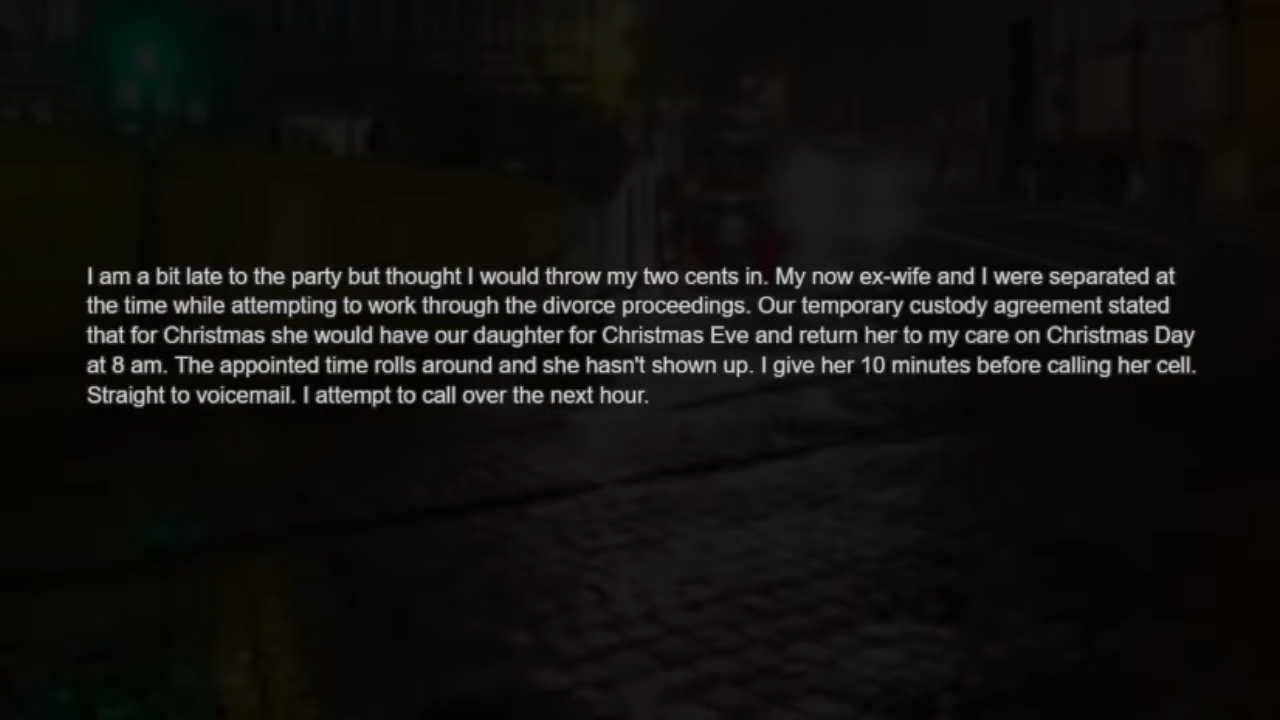 I am a bit late to the party but thought I would throw my two cents in. My now ex-wife and I were separated at
the time while attempting to work through the divorce proceedings. Our temporary custody agreement stated
that for Christmas she would have our daughter for Christmas Eve and return her to my care on Christmas Day
at 8 am. The appointed time rolls around and she hasn't shown up. I give her 10 minutes before calling her cell.
Straight to voicemail. I attempt to call over the next hour.